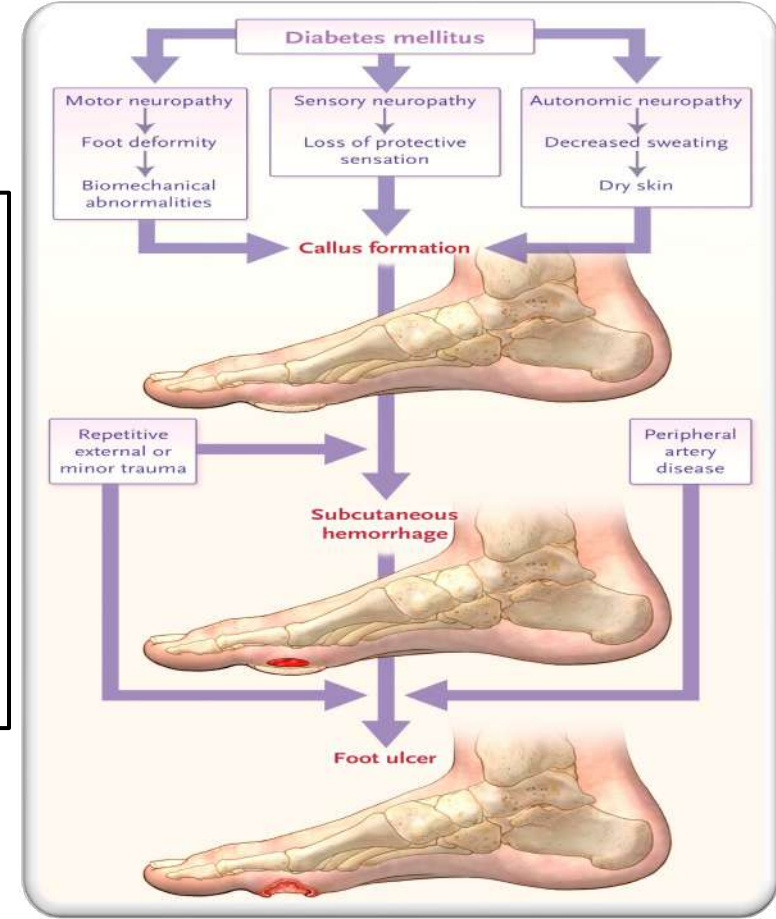 Diabetes mellitus
Motor neuropathy
Foot deformity
Biomechanical
abnormalities
Sensory neuropathy
Loss of protective
sensation
Autonomic neuropathy
Decreased sweating
Dry skin
Callus formation
Repetitive
external or
minor trauma
Peripheral
artery
disease
Subcutaneous
hemorrhage
Foot ulcer